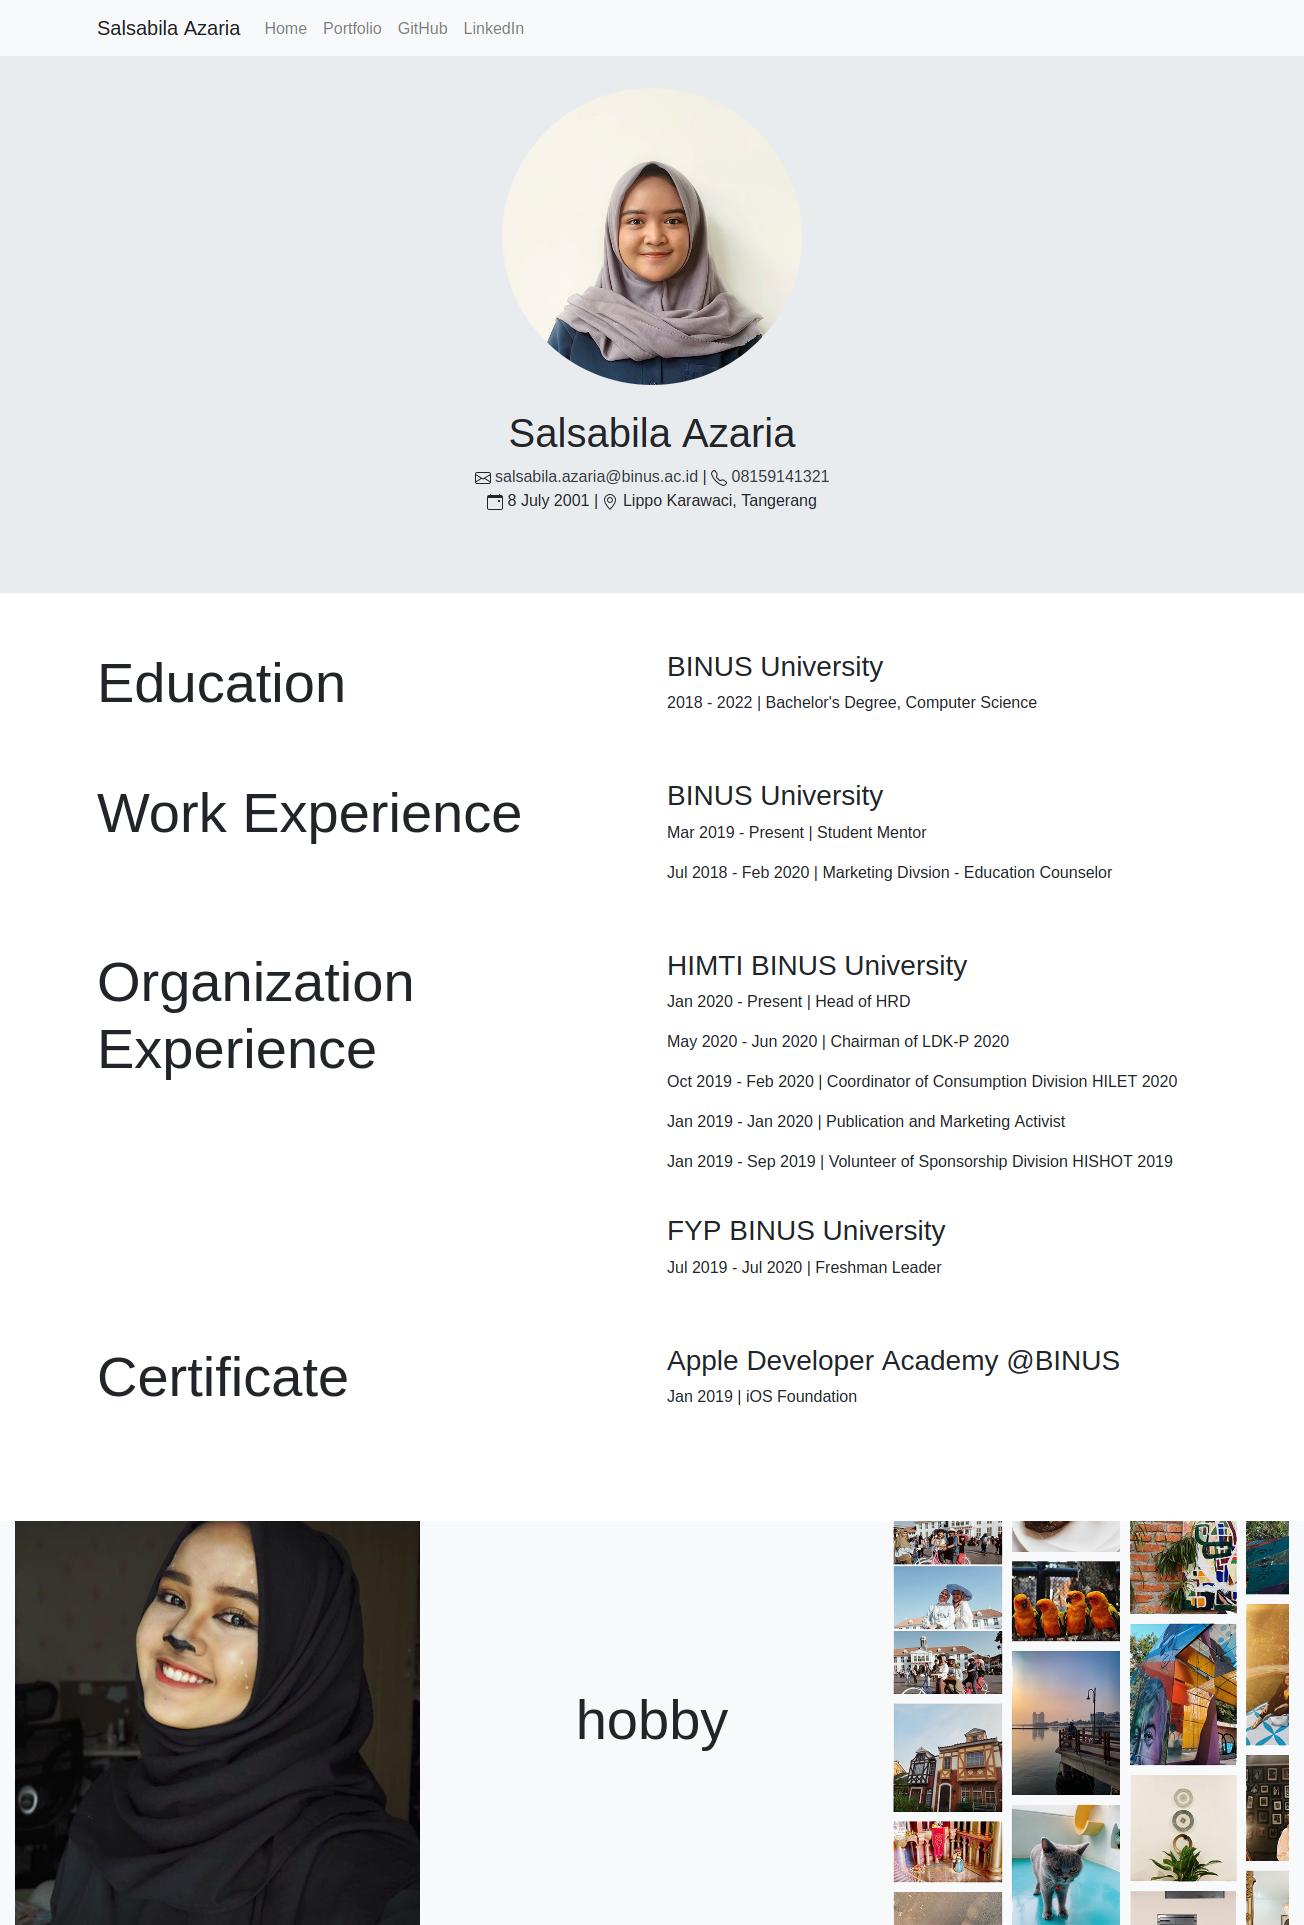 Salsabila Azaria Home Portfolio GitHub LinkedIn
Salsabila Azaria
salsabila.azaria@binus.ac.id | 08159141321
8 July 2001 | Lippo Karawaci, Tangerang
Education
BINUS University
2018 - 2022 | Bachelor's Degree, Computer Science
Work Experience
BINUS University
Mar 2019 - Present | Student Mentor
Jul 2018 - Feb 2020 | Marketing Divsion - Education Counselor
Organization
Experience
HIMTI BINUS University
Jan 2020 - Present | Head of HRD
May 2020 - Jun 2020 | Chairman of LDK-P 2020
Oct 2019 - Feb 2020 | Coordinator of Consumption Division HILET 2020
Jan 2019 - Jan 2020 | Publication and Marketing Activist
Jan 2019 - Sep 2019 | Volunteer of Sponsorship Division HISHOT 2019
FYP BINUS University
Jul 2019 - Jul 2020 | Freshman Leader
Certificate
Apple Developer Academy @BINUS
Jan 2019 | iOS Foundation
hobby